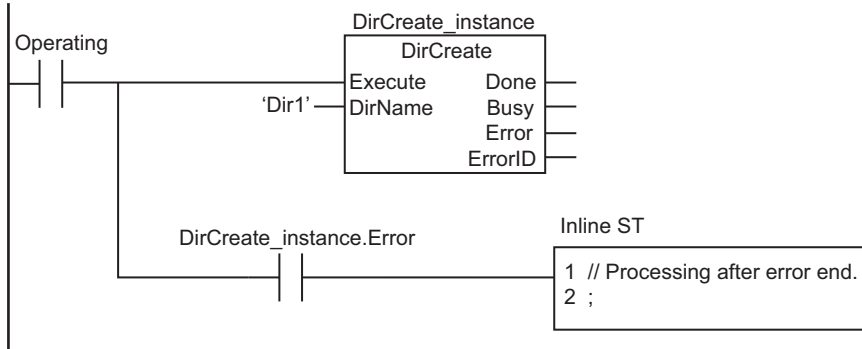 DirCreate_instance
Operating
DirCreate
Execute Done
‘Dir1’ DirName Busy
Error
ErrorID
Inline ST
DirCreate_instance.Error
1 // Processing after error end.
2 ;